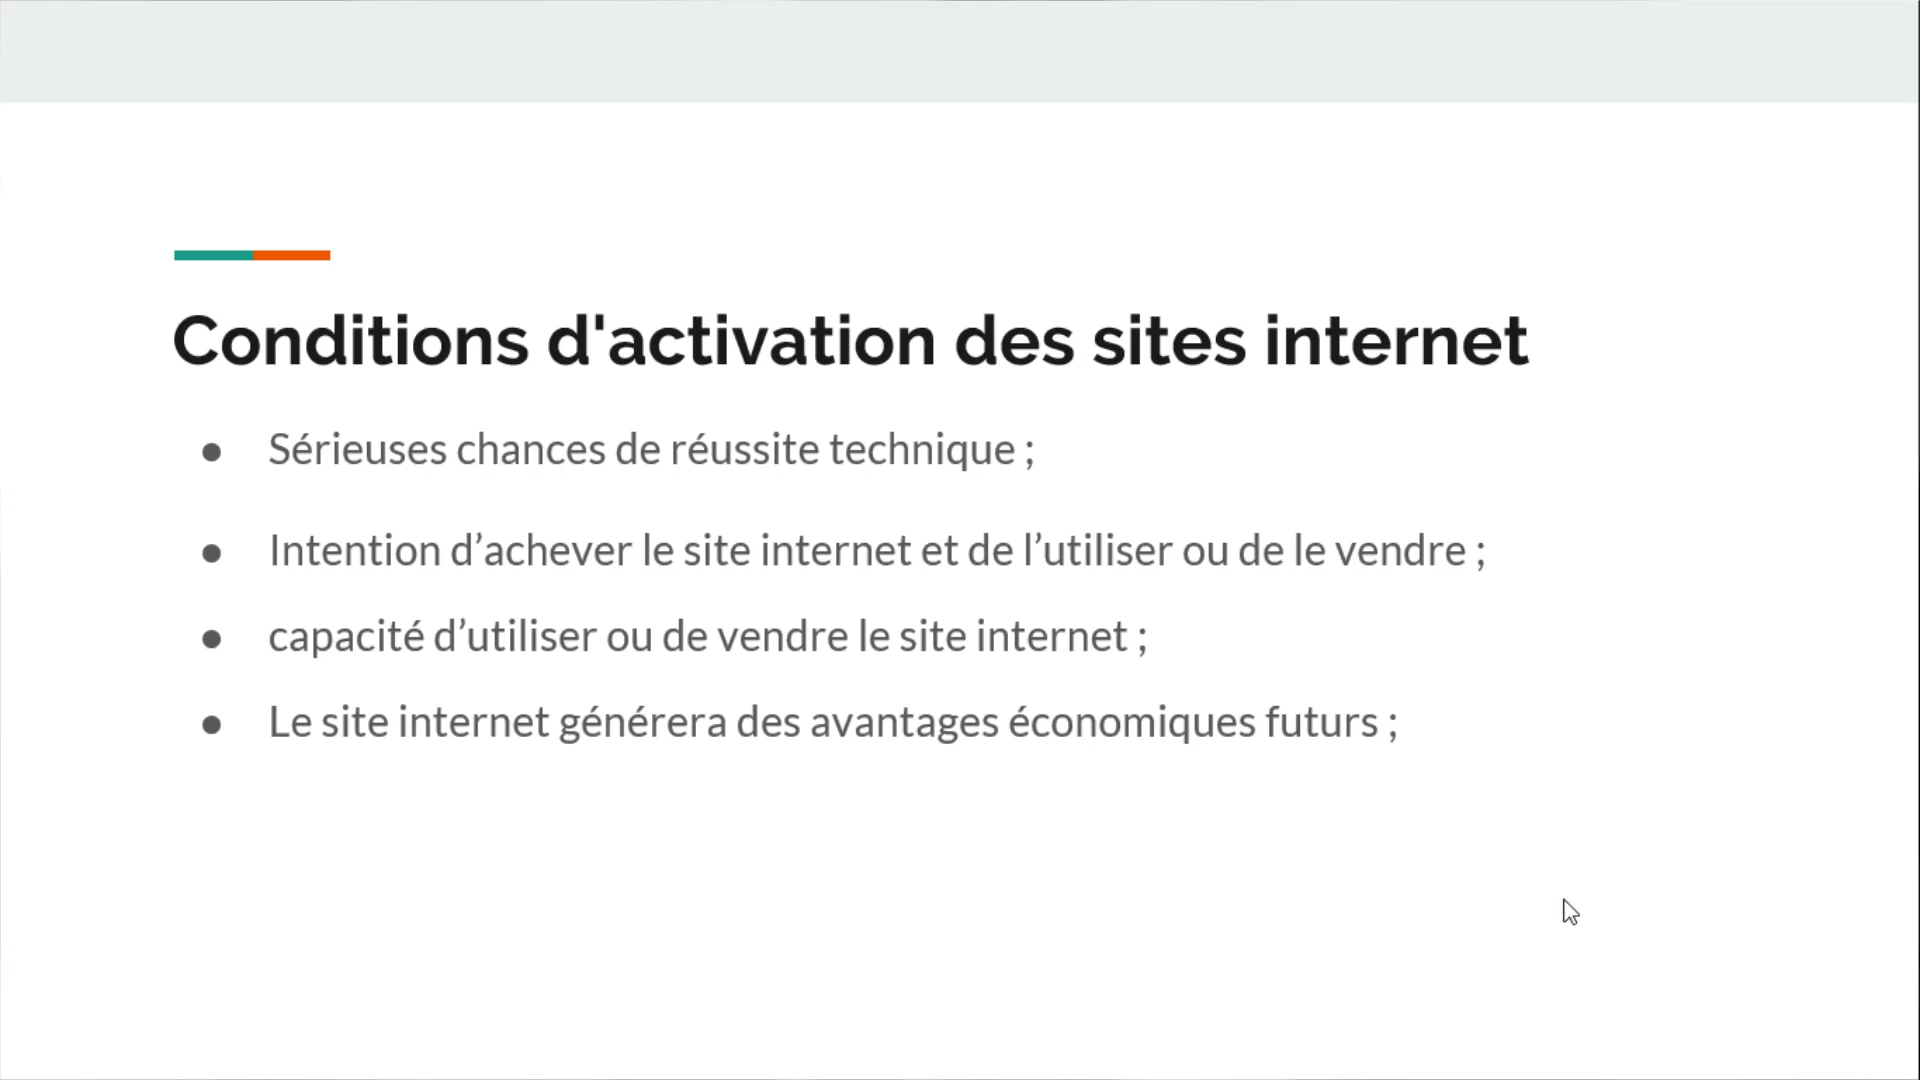 Conditions d'activation des sites internet
● Sérieuses chances de réussite technique ;
● Intention d’achever le site internet et de l’utiliser ou de le vendre ;
● capacité d’utiliser ou de vendre le site internet ;
● Le site internet générera des avantages économiques futurs ;